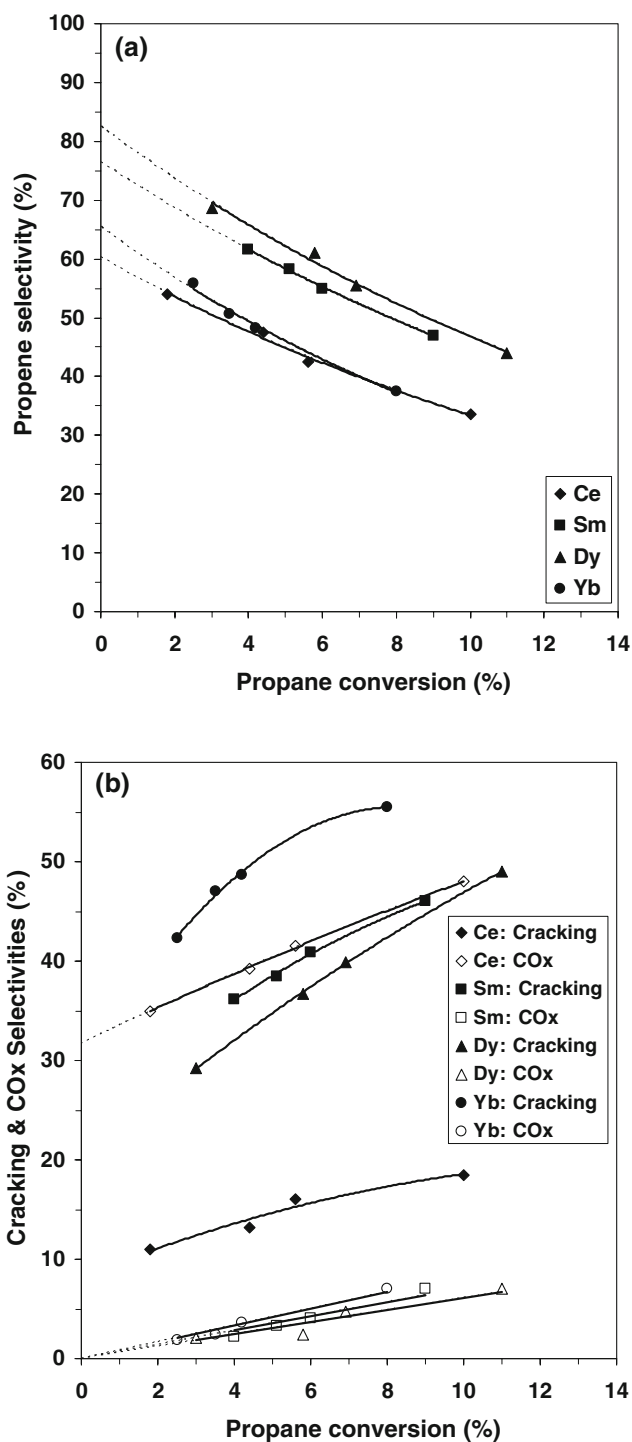 (a)
Propene selectivity (%)
100
90
80
70
60
50
40
30
20
10
0
Ce
Sm
Dy
Yb
0 2 4 6 8 10 12 14
Propane conversion (%)
(b)
Cracking & COx Selectivities (%)
60
50
40
30
20
10
0
Ce: Cracking
Ce: COx
Sm: Cracking
Sm: COx
Dy: Cracking
Dy: COx
Yb: Cracking
Yb: COx
0 2 4 6 8 10 12 14
Propane conversion (%)